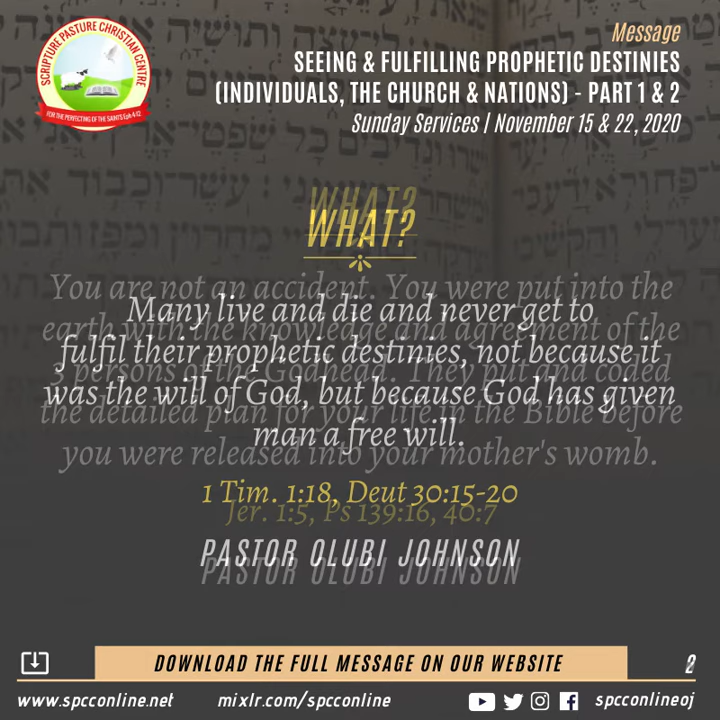 SCRIPTURE PASTURE CHRISTIAN CENTRE
FOR THE PERFECTING OF THE SAINTS Eph 4:12
Message
SEEING & FULFILLING PROPHETIC DESTINIES
(INDIVIDUALS, THE CHURCH & NATIONS) - PART 1 & 2
Sunday Services | November 15 & 22, 2020
WHAT?
WHAT?
You are not an accident. You were put into the
Many live and die and never get to
earth with the knowledge and agreement of the
fulfil their prophetic destinies, not because it
persons of the Godhead. They put and coded
was the will of God, but because God has given
the detailed plan for your life in the Bible before
man a free will.
you were released into your mother's womb.
1 Tim. 1:18, Deut 30:15-20
Jer. 1:5, Ps 139:16, 40:7
PASTOR OLUBI JOHNSON
PASTOR OLUBI JOHNSON
DOWNLOAD THE FULL MESSAGE ON OUR WEBSITE
2
www.spcconline.net mixlr.com/spcconline spcconlineoj